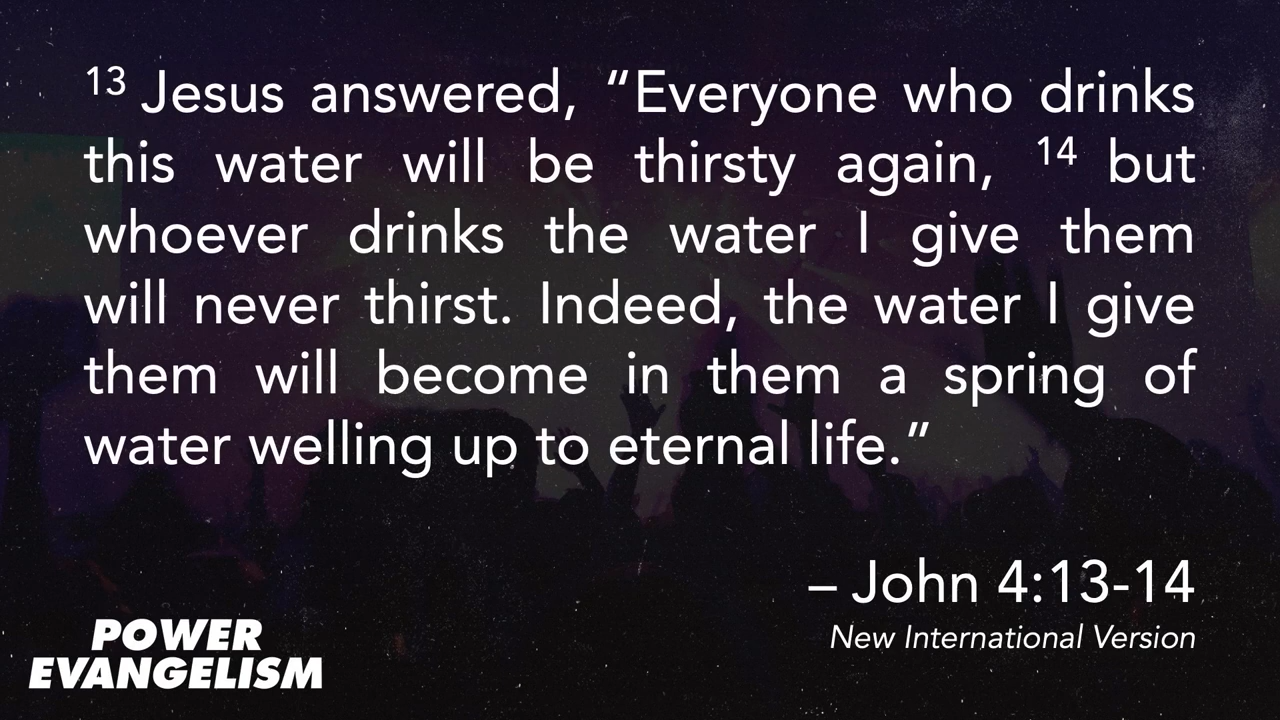 13 Jesus answered, “Everyone who drinks
this water will be thirsty again, 14 but
whoever drinks the water I give them
will never thirst. Indeed, the water I give
them will become in them a spring of
water welling up to eternal life.”
– John 4:13-14
New International Version
POWER
EVANGELISM